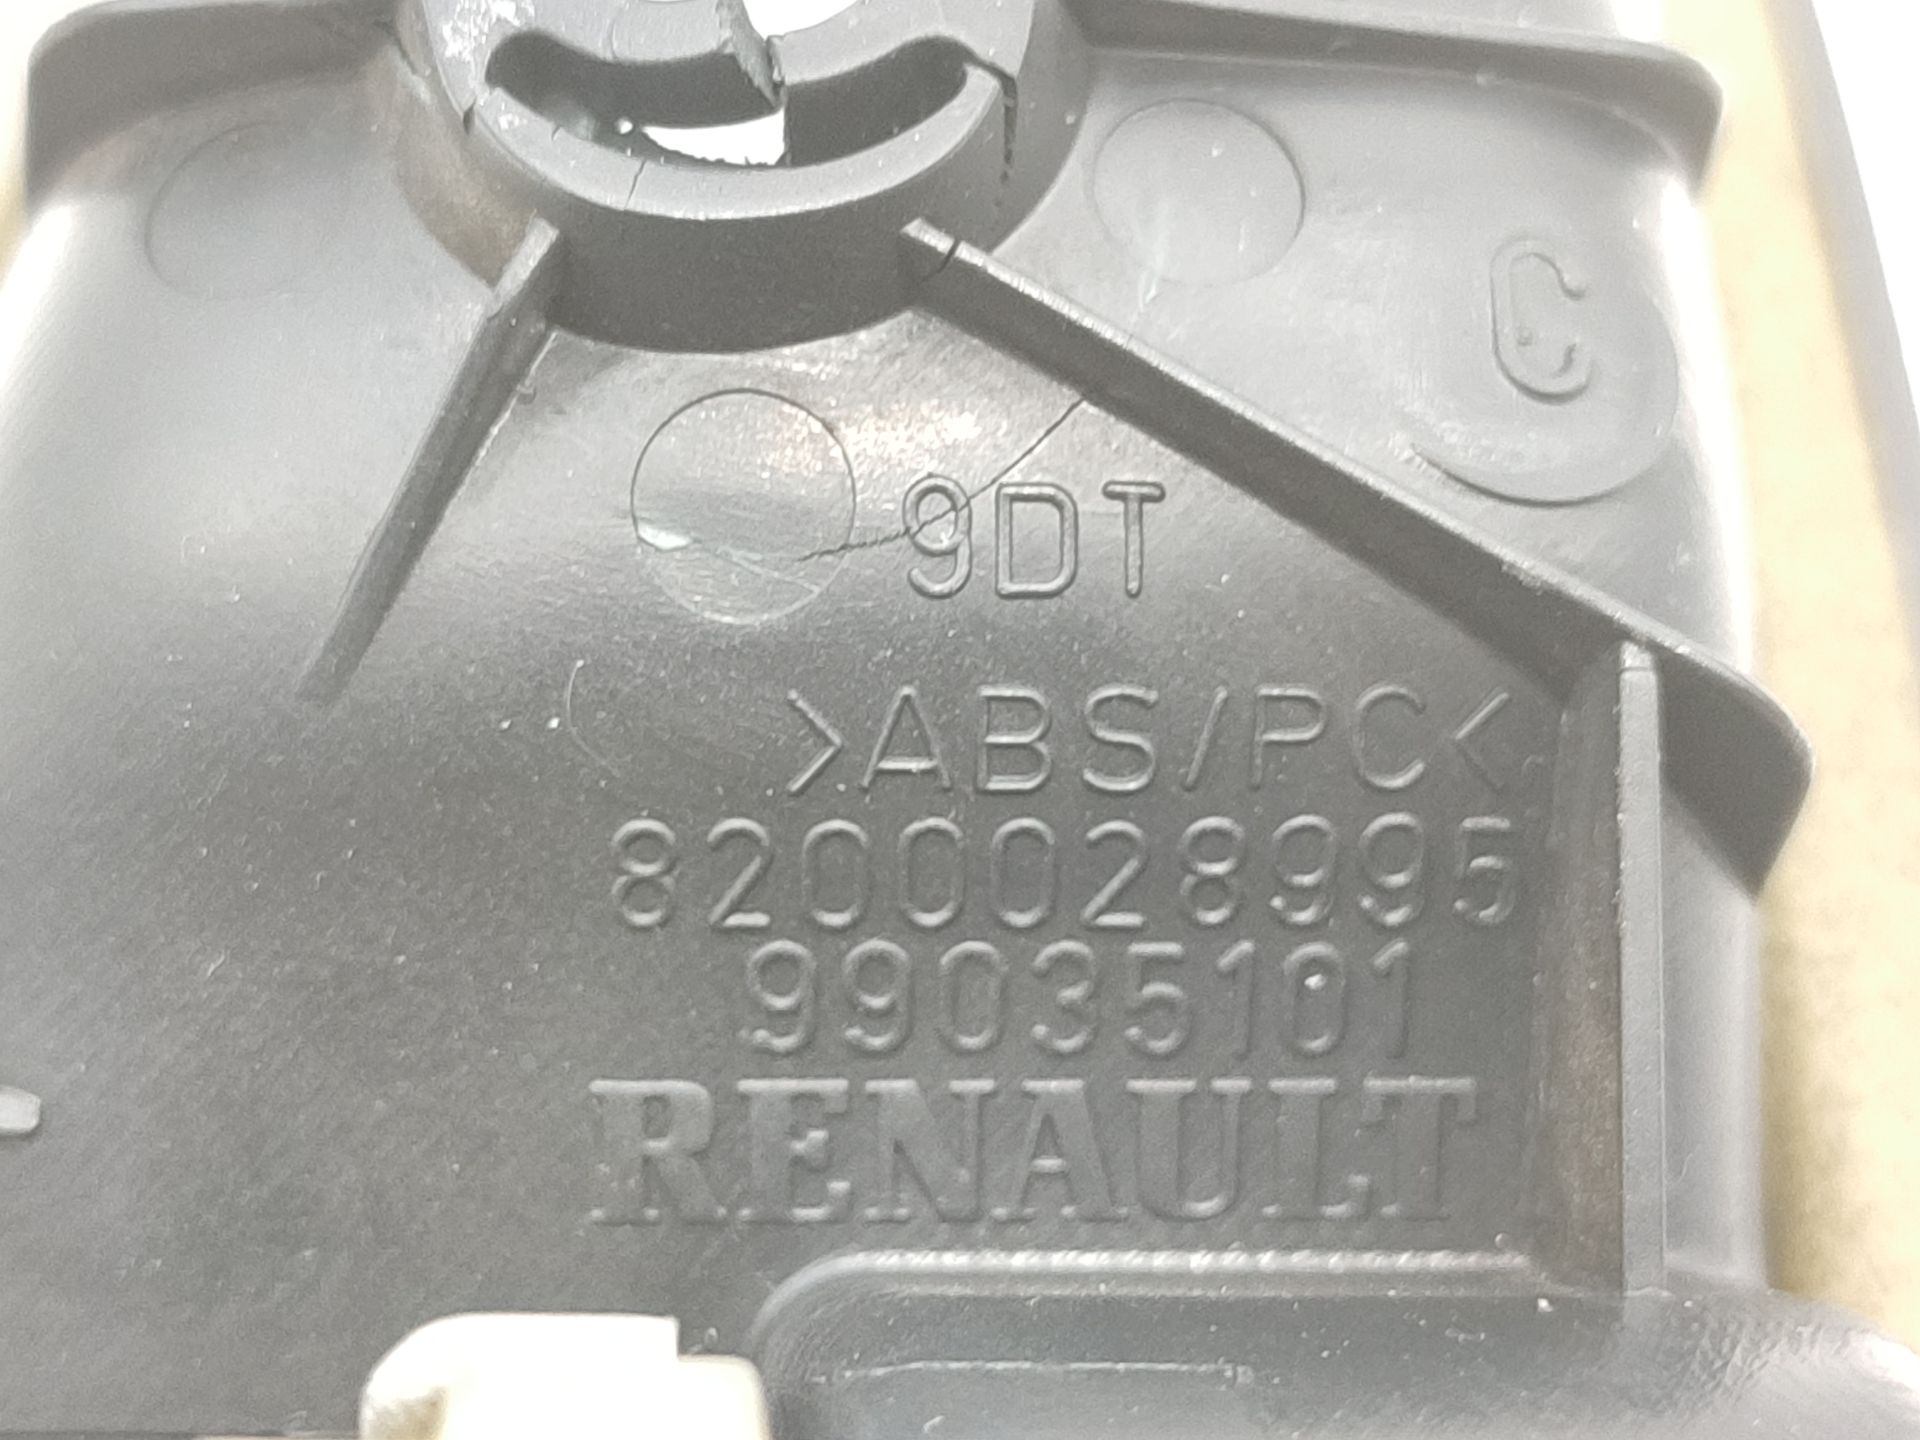 C
9DT
>ABS/PC<
8200028995
99035101
RENAULT